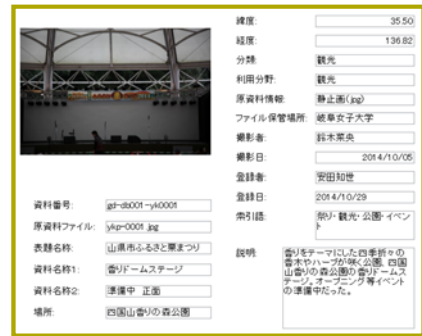 緯度: 35.50
経度: 136.82
分類: 観光
利用分野: 観光
原資料情報: 静止画(jpg)
ファイル保管場所: 岐阜女子大学
撮影者: 鈴木菜央
撮影日: 2014/10/05
登録者: 安田知世
登録日: 2014/10/29
索引語: 祭り・観光・公園・イベン
ト
資料番号: gd-db001-yk0001
原資料ファイル: ykp-0001.jpg
表題名称: 山県市ふるさと栗まつり
資料名称1: 香りドームステージ
資料名称2: 準備中 正面
場所: 四国山香りの森公園
説明: 香りをテーマにした四季折々の
香木やハーブが咲く公園、四国
山香りの森公園の香りドームス
テージ。オープニング等イベント
の準備中だった。